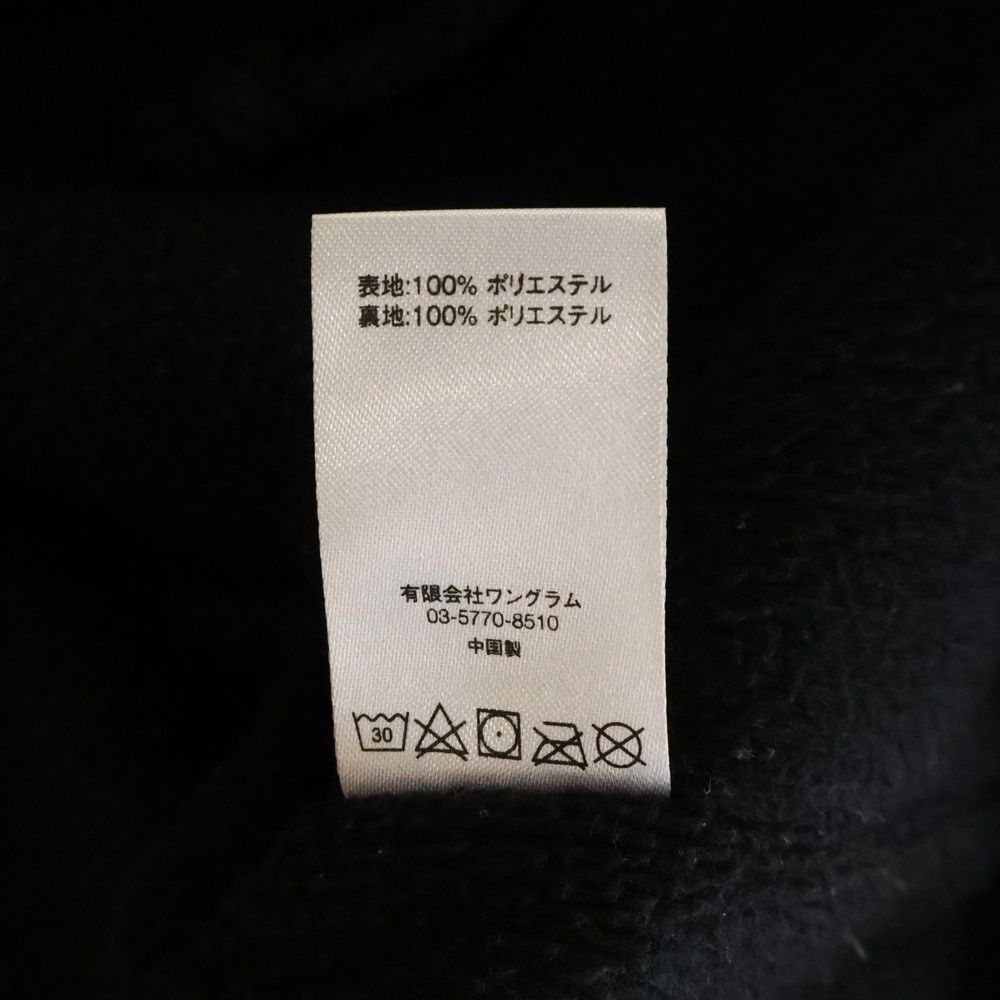 表地:100% ポリエステル
裏地:100% ポリエステル
有限会社ワングラム
03-5770-8510
中国製
30